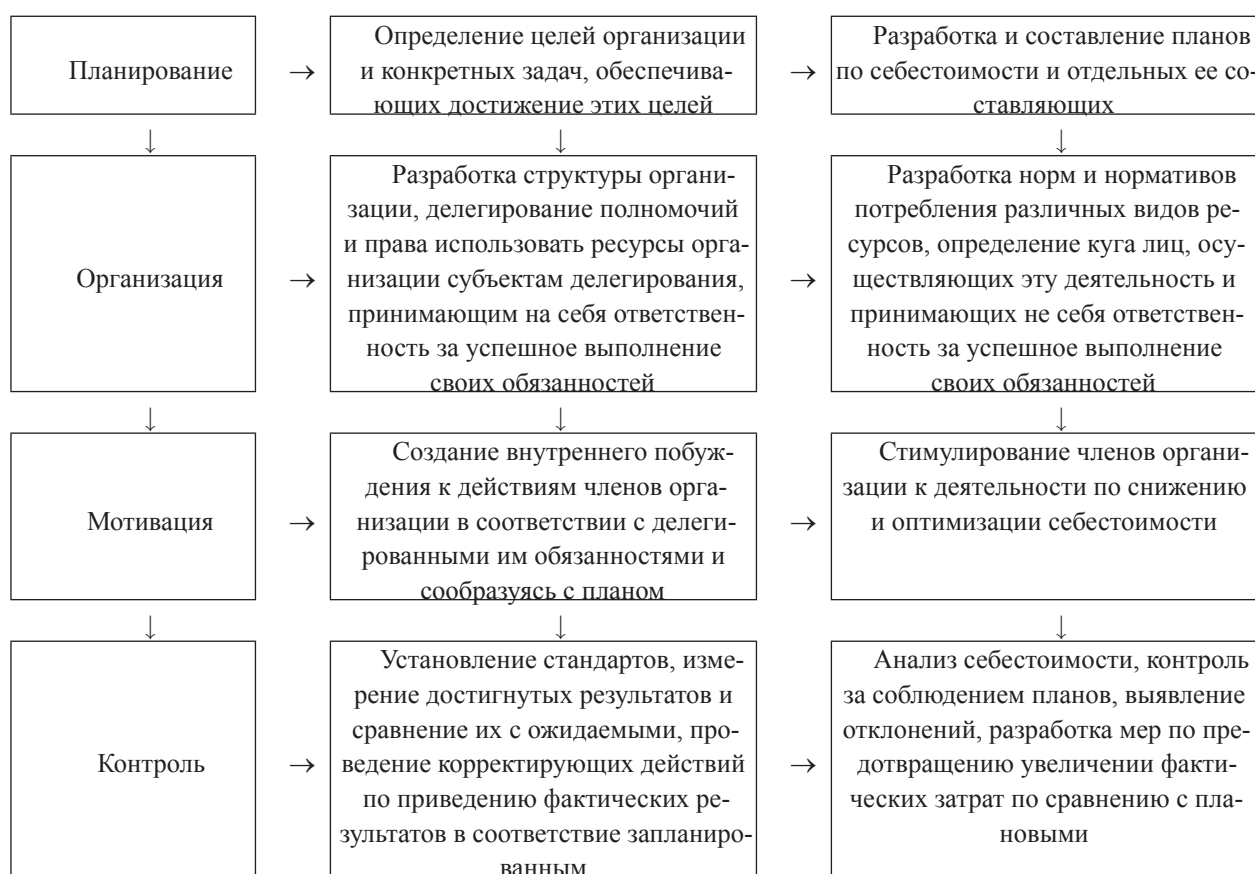 Планирование
→
Определение целей организации
и конкретных задач, обеспечива-
ющих достижение этих целей
→
Разработка и составление планов
по себестоимости и отдельных ее со-
ставляющих
↓
↓
↓
Организация
→
Разработка структуры органи-
зации, делегирование полномочий
и права использовать ресурсы орга-
низации субъектам делегирования,
принимающим на себя ответствен-
ность за успешное выполнение
своих обязанностей
→
Разработка норм и нормативов
потребления различных видов ре-
сурсов, определение куга лиц, осу-
ществляющих эту деятельность и
принимающих не себя ответствен-
ность за успешное выполнение
своих обязанностей
↓
↓
↓
Мотивация
→
Создание внутреннего побуж-
дения к действиям членов орга-
низации в соответствии с делеги-
рованными им обязанностями и
сообразуясь с планом
→
Стимулирование членов органи-
зации к деятельности по снижению
и оптимизации себестоимости
↓
↓
↓
Контроль
→
Установление стандартов, изме-
рение достигнутых результатов и
сравнение их с ожидаемыми, про-
ведение корректирующих действий
по приведению фактических ре-
зультатов в соответствие запланиро-
ванным
→
Анализ себестоимости, контроль
за соблюдением планов, выявление
отклонений, разработка мер по пре-
дотвращению увеличении факти-
ческих затрат по сравнению с пла-
новыми